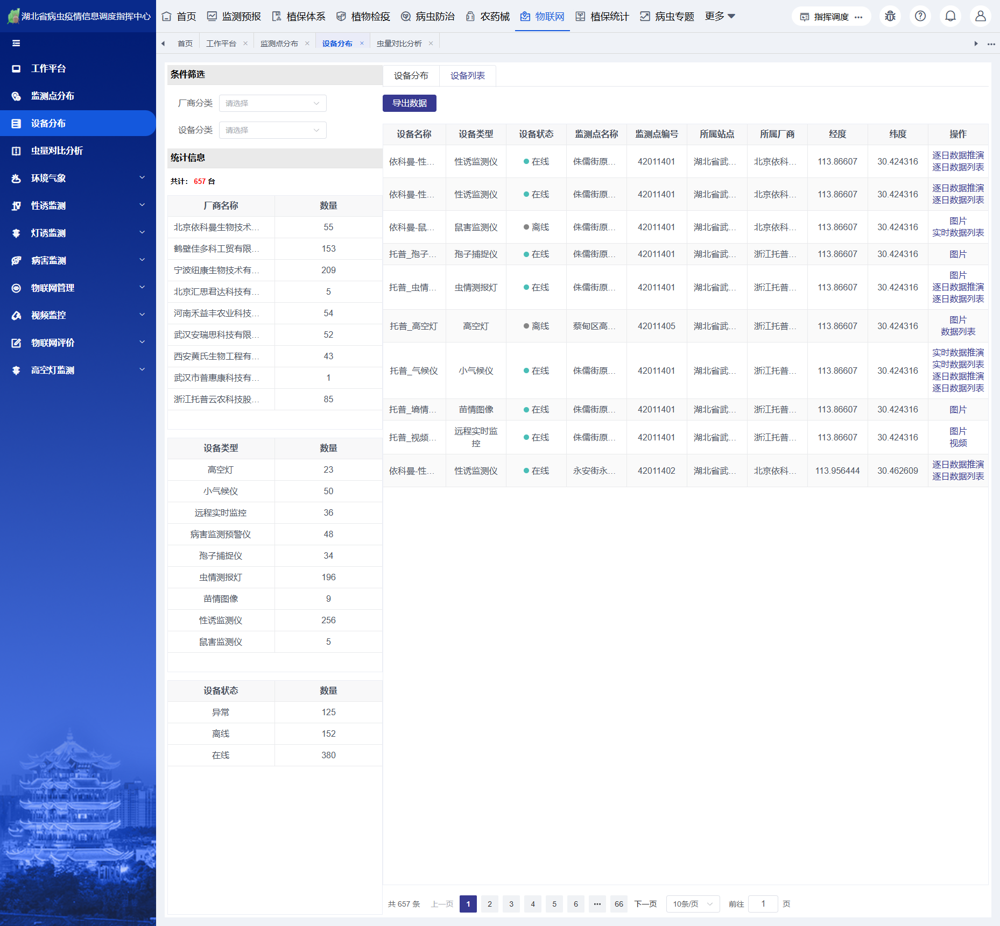 湖北省病虫疫情信息调度指挥中心
首页 监测预报 植保体系 植物检疫 病虫防治 农药械 物联网 植保统计 病虫专题 更多 指挥调度
首页 工作平台 监测点分布 设备分布 虫量对比分析
工作平台
监测点分布
设备分布
虫量对比分析
环境气象
性诱监测
灯诱监测
病害监测
物联网管理
视频监控
物联网评价
高空灯监测
条件筛选
厂商分类 请选择
设备分类 请选择
统计信息
共计： 657 台
厂商名称 数量
北京依科曼生物技术... 55
鹤壁佳多科工贸有限... 153
宁波纽康生物技术有... 209
北京汇思君达科技有... 5
河南禾益丰农业科技... 54
武汉安瑞思科技有限... 52
西安黄氏生物工程有... 43
武汉市普惠康科技有... 1
浙江托普云农科技股... 85
设备类型 数量
高空灯 23
小气候仪 50
远程实时监控 36
病害监测预警仪 48
孢子捕捉仪 34
虫情测报灯 196
苗情图像 9
性诱监测仪 256
鼠害监测仪 5
设备状态 数量
异常 125
离线 152
在线 380
设备分布 设备列表
导出数据
设备名称 设备类型 设备状态 监测点名称 监测点编号 所属站点 所属厂商 经度 纬度 操作
依科曼-性... 性诱监测仪 在线 侏儒街原... 42011401 湖北省武... 北京依科... 113.86607 30.424316 逐日数据推演
逐日数据列表
依科曼-性... 性诱监测仪 在线 侏儒街原... 42011401 湖北省武... 北京依科... 113.86607 30.424316 逐日数据推演
逐日数据列表
依科曼-鼠... 鼠害监测仪 离线 侏儒街原... 42011401 湖北省武... 北京依科... 113.86607 30.424316 图片
实时数据列表
托普_孢子... 孢子捕捉仪 在线 侏儒街原... 42011401 湖北省武... 浙江托普... 113.86607 30.424316 图片
托普_虫情... 虫情测报灯 在线 侏儒街原... 42011401 湖北省武... 浙江托普... 113.86607 30.424316 图片
逐日数据推演
逐日数据列表
托普_高空灯 高空灯 离线 蔡甸区高... 42011405 湖北省武... 浙江托普... 113.86607 30.424316 图片
数据列表
托普_气候仪 小气候仪 在线 侏儒街原... 42011401 湖北省武... 浙江托普... 113.86607 30.424316 实时数据推演
实时数据列表
逐日数据推演
逐日数据列表
托普_墒情... 苗情图像 在线 侏儒街原... 42011401 湖北省武... 浙江托普... 113.86607 30.424316 图片
托普_视频... 远程实时监控 在线 侏儒街原... 42011401 湖北省武... 浙江托普... 113.86607 30.424316 图片
视频
依科曼-性... 性诱监测仪 在线 永安街永... 42011402 湖北省武... 北京依科... 113.956444 30.462609 逐日数据推演
逐日数据列表
共 657 条 上一页 1 2 3 4 5 6 ... 66 下一页 10条/页 前往 1 页